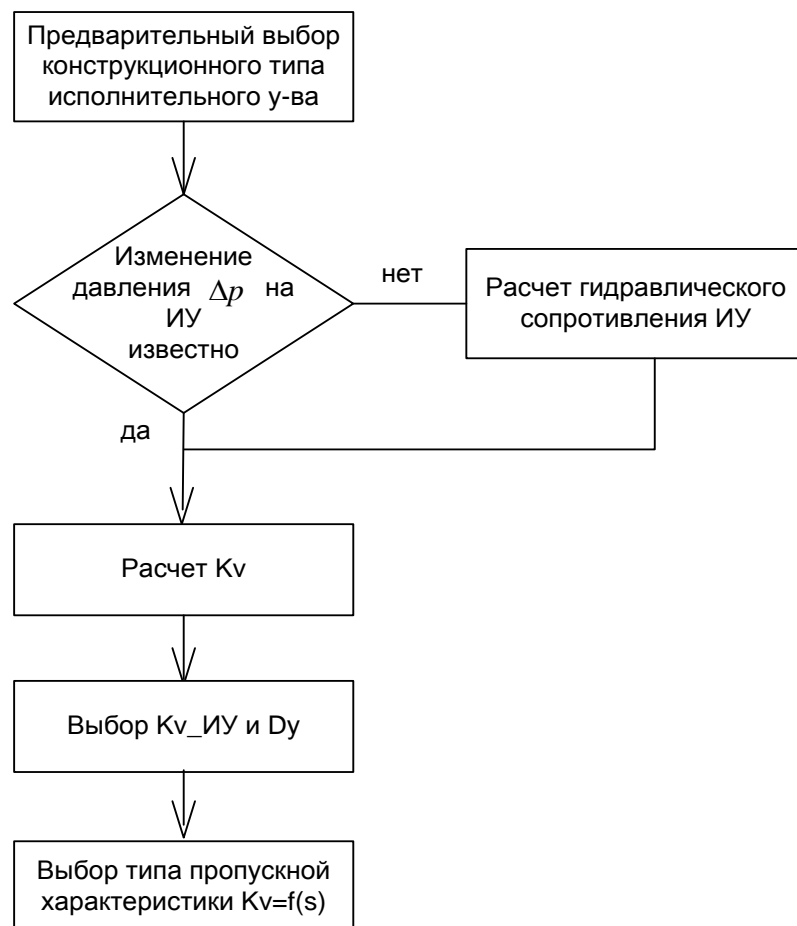 Предварительный выбор
конструкционного типа
исполнительного у-ва
Изменение
давления Δp на
ИУ
известно
нет
Расчет гидравлического
сопротивления ИУ
да
Расчет Kv
Выбор Kv_ИУ и Dy
Выбор типа пропускной
характеристики Kv=f(s)